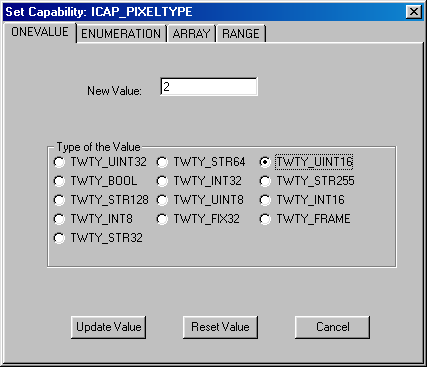 Set Capability: ICAP_PIXELTYPE
ONEVALUE ENUMERATION ARRAY RANGE
New Value: 2
Type of the Value
TWTY_UINT32 TWTY_STR64 TWTY_UINT16
TWTY_BOOL TWTY_INT32 TWTY_STR255
TWTY_STR128 TWTY_UINT8 TWTY_INT16
TWTY_INT8 TWTY_FIX32 TWTY_FRAME
TWTY_STR32
Update Value Reset Value Cancel